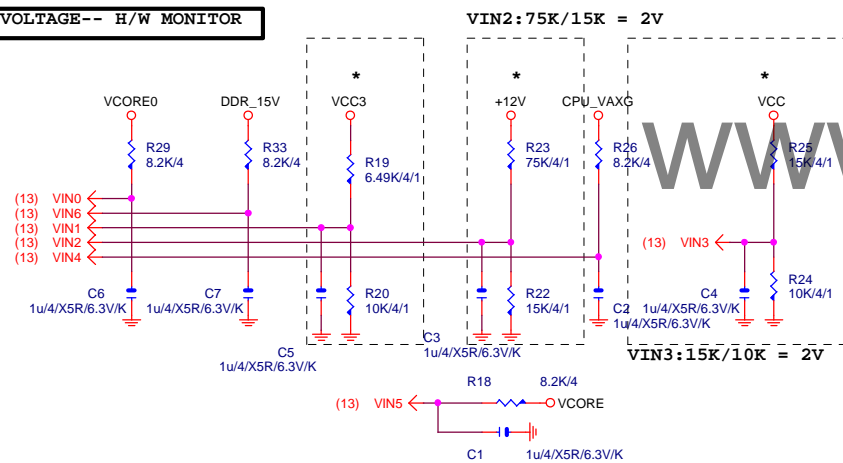 VOLTAGE-- H/W MONITOR
VIN2:75K/15K = 2V
*
*
*
VCORE0
DDR_15V
VCC3
+12V
CPU_VAXG
VCC
WWW
R29
8.2K/4
R33
8.2K/4
R19
6.49K/4/1
R23
75K/4/1
R26
8.2K/4
R25
15K/4/1
(13) VIN0
(13) VIN6
(13) VIN1
(13) VIN2
(13) VIN4
(13) VIN3
C6
1u/4/X5R/6.3V/K
C7
1u/4/X5R/6.3V/K
R20
10K/4/1
R22
15K/4/1
C2
1u/4/X5R/6.3V/K
C4
1u/4/X5R/6.3V/K
R24
10K/4/1
C5
1u/4/X5R/6.3V/K
C3
1u/4/X5R/6.3V/K
VIN3:15K/10K = 2V
R18
8.2K/4
(13) VIN5
VCORE
C1
1u/4/X5R/6.3V/K